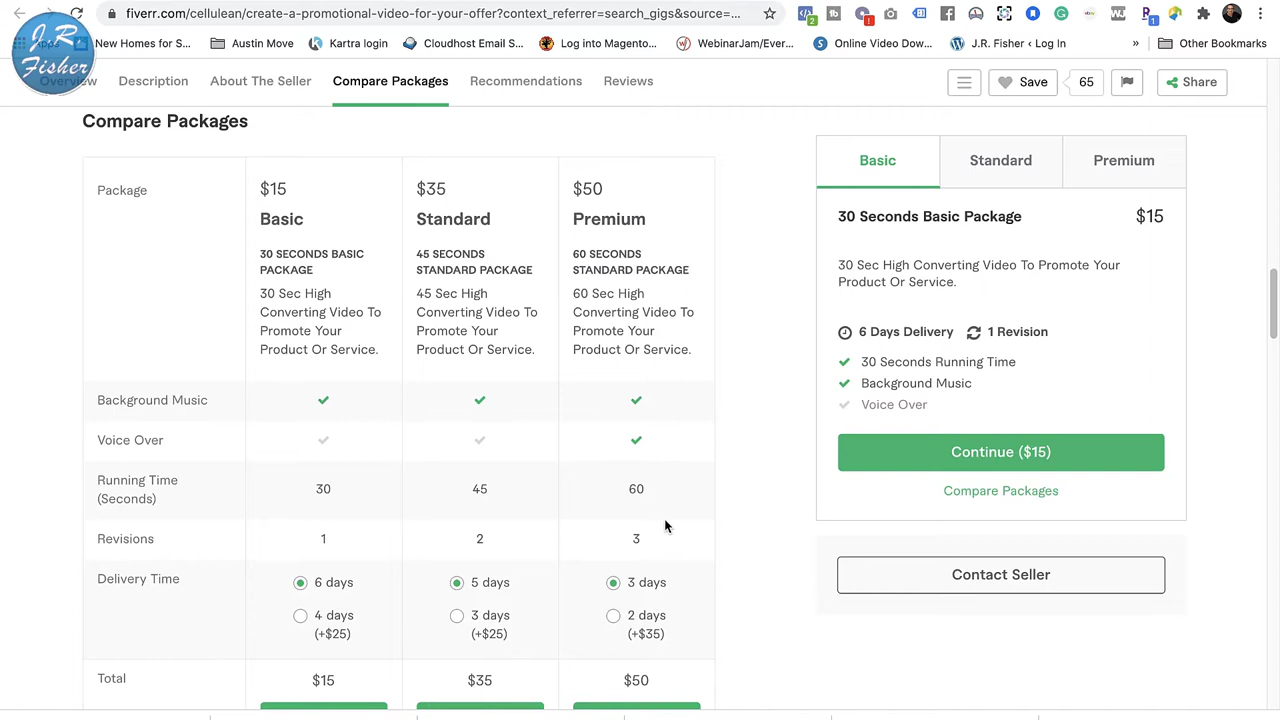 fiverr.com/cellulean/create-a-promotional-video-for-your-offer?context_referrer=search_gigs&source=...
New Homes for S...
Austin Move
Kartra login
Cloudhost Email S...
Log into Magento...
WebinarJam/Ever...
Online Video Dow...
J.R. Fisher ‹ Log In
»
Other Bookmarks
J.R.
Fisher
Overview
Description
About The Seller
Compare Packages
Recommendations
Reviews
Save
65
Share
Compare Packages
Package
$15
Basic
30 SECONDS BASIC
PACKAGE
30 Sec High
Converting Video To
Promote Your
Product Or Service.
$35
Standard
45 SECONDS
STANDARD PACKAGE
45 Sec High
Converting Video To
Promote Your
Product Or Service.
$50
Premium
60 SECONDS
STANDARD PACKAGE
60 Sec High
Converting Video To
Promote Your
Product Or Service.
Background Music
Voice Over
Running Time
(Seconds)
30
45
60
Revisions
1
2
3
Delivery Time
6 days
5 days
3 days
4 days
(+$25)
3 days
(+$25)
2 days
(+$35)
Total
$15
$35
$50
Basic
Standard
Premium
30 Seconds Basic Package
$15
30 Sec High Converting Video To Promote Your
Product Or Service.
6 Days Delivery
1 Revision
30 Seconds Running Time
Background Music
Voice Over
Continue ($15)
Compare Packages
Contact Seller